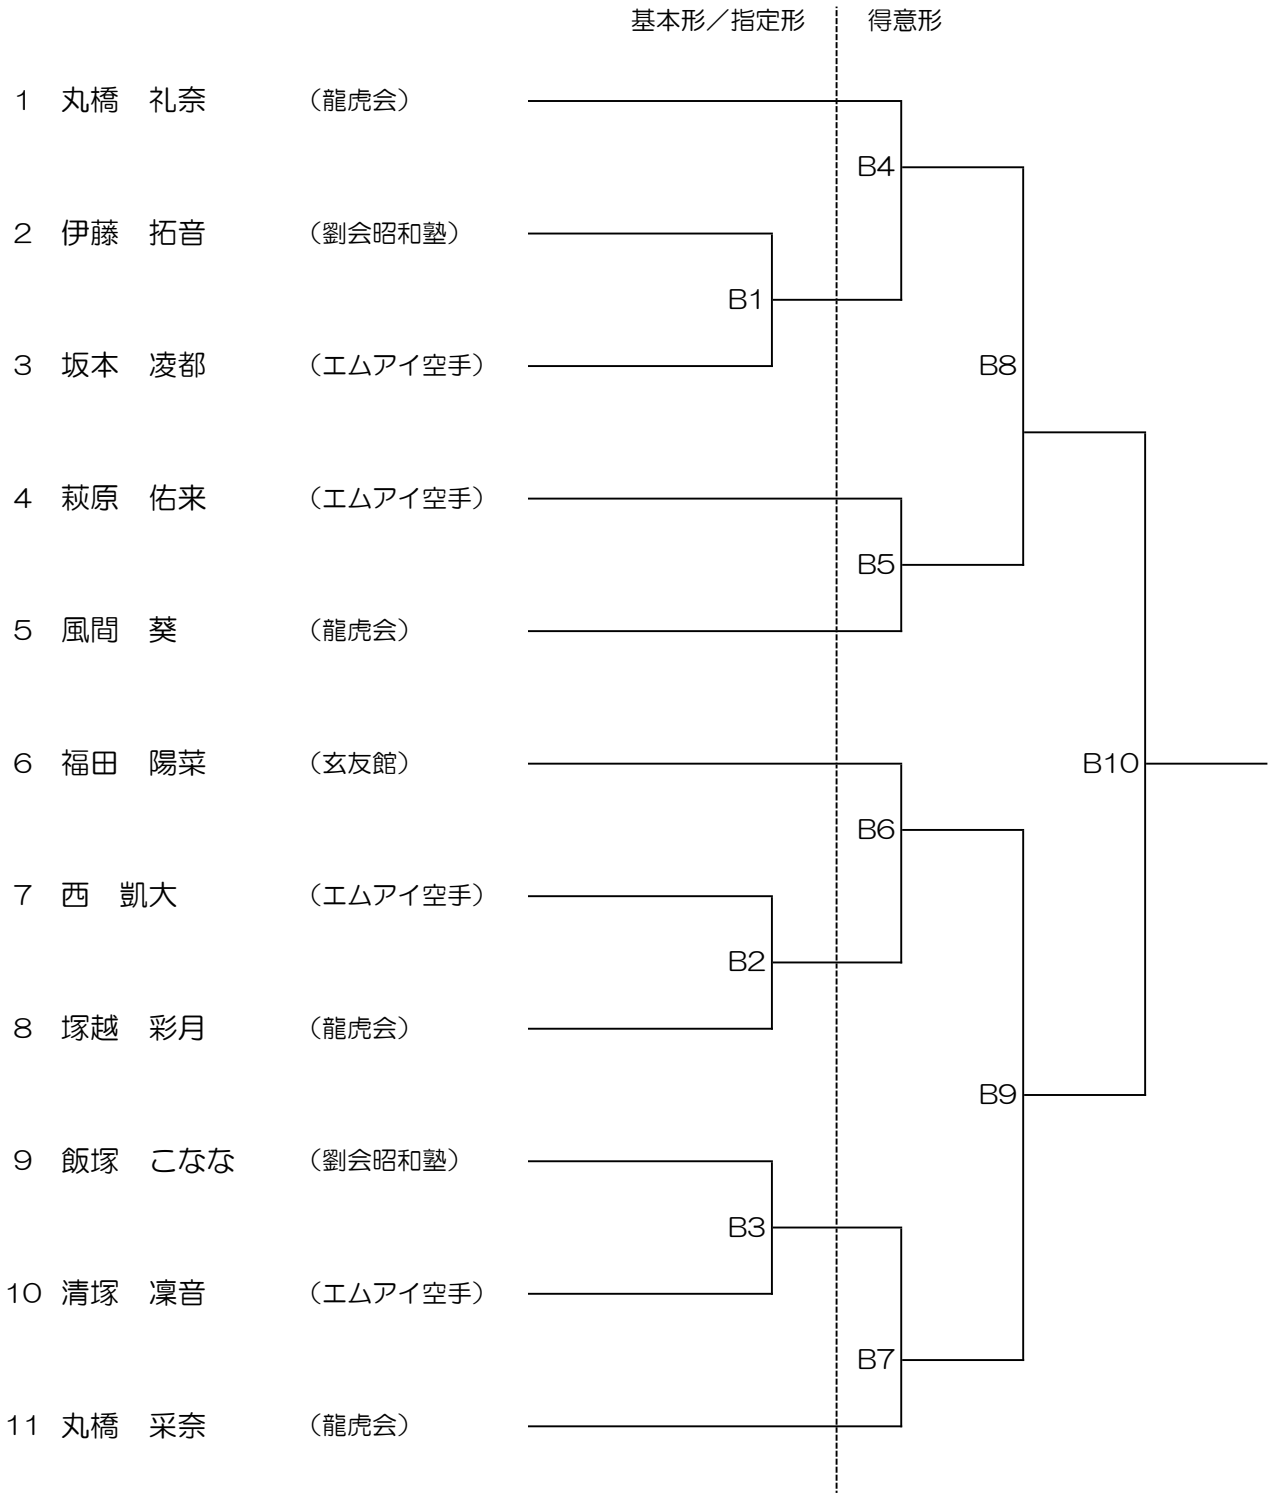 基本形／指定形 得意形
1 丸橋　礼奈 （龍虎会）
B4
2 伊藤　拓音 （劉会昭和塾）
B1
3 坂本　凌都 （エムアイ空手）
B8
4 萩原　佑来 （エムアイ空手）
B5
5 風間　葵 （龍虎会）
6 福田　陽菜 （玄友館）
B10
B6
7 西　凱大 （エムアイ空手）
B2
8 塚越　彩月 （龍虎会）
B9
9 飯塚　こなな （劉会昭和塾）
B3
10 清塚　凜音 （エムアイ空手）
B7
11 丸橋　采奈 （龍虎会）